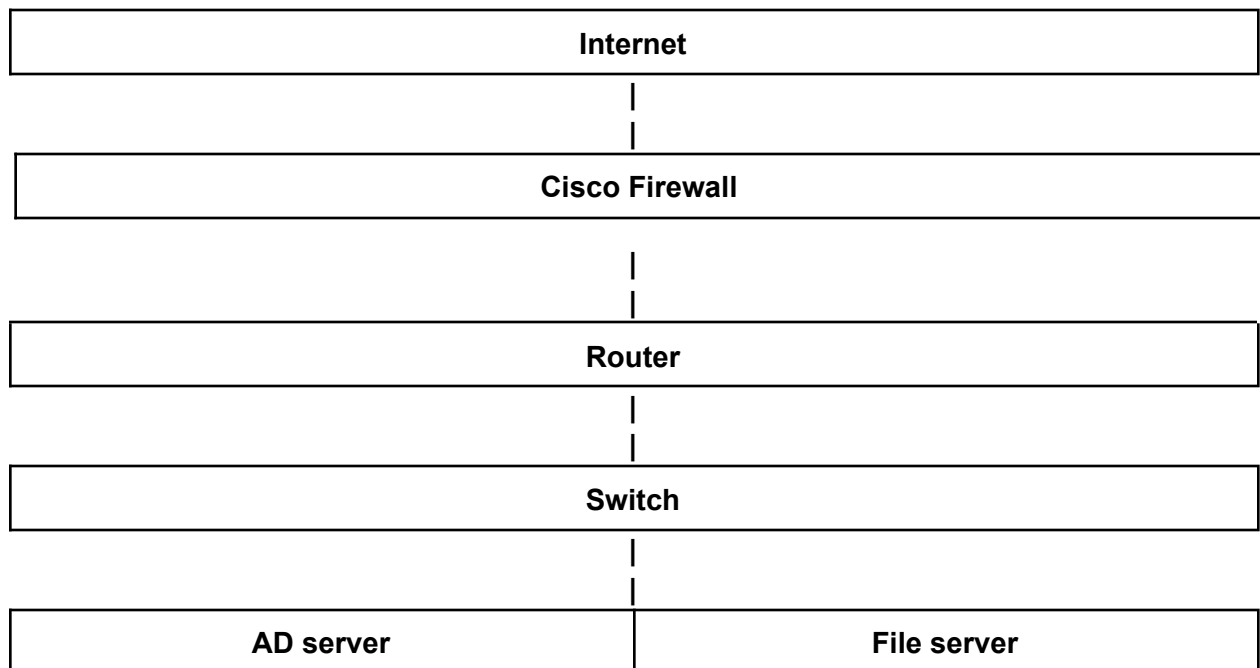 Internet
Cisco Firewall
Router
Switch
AD server
File server